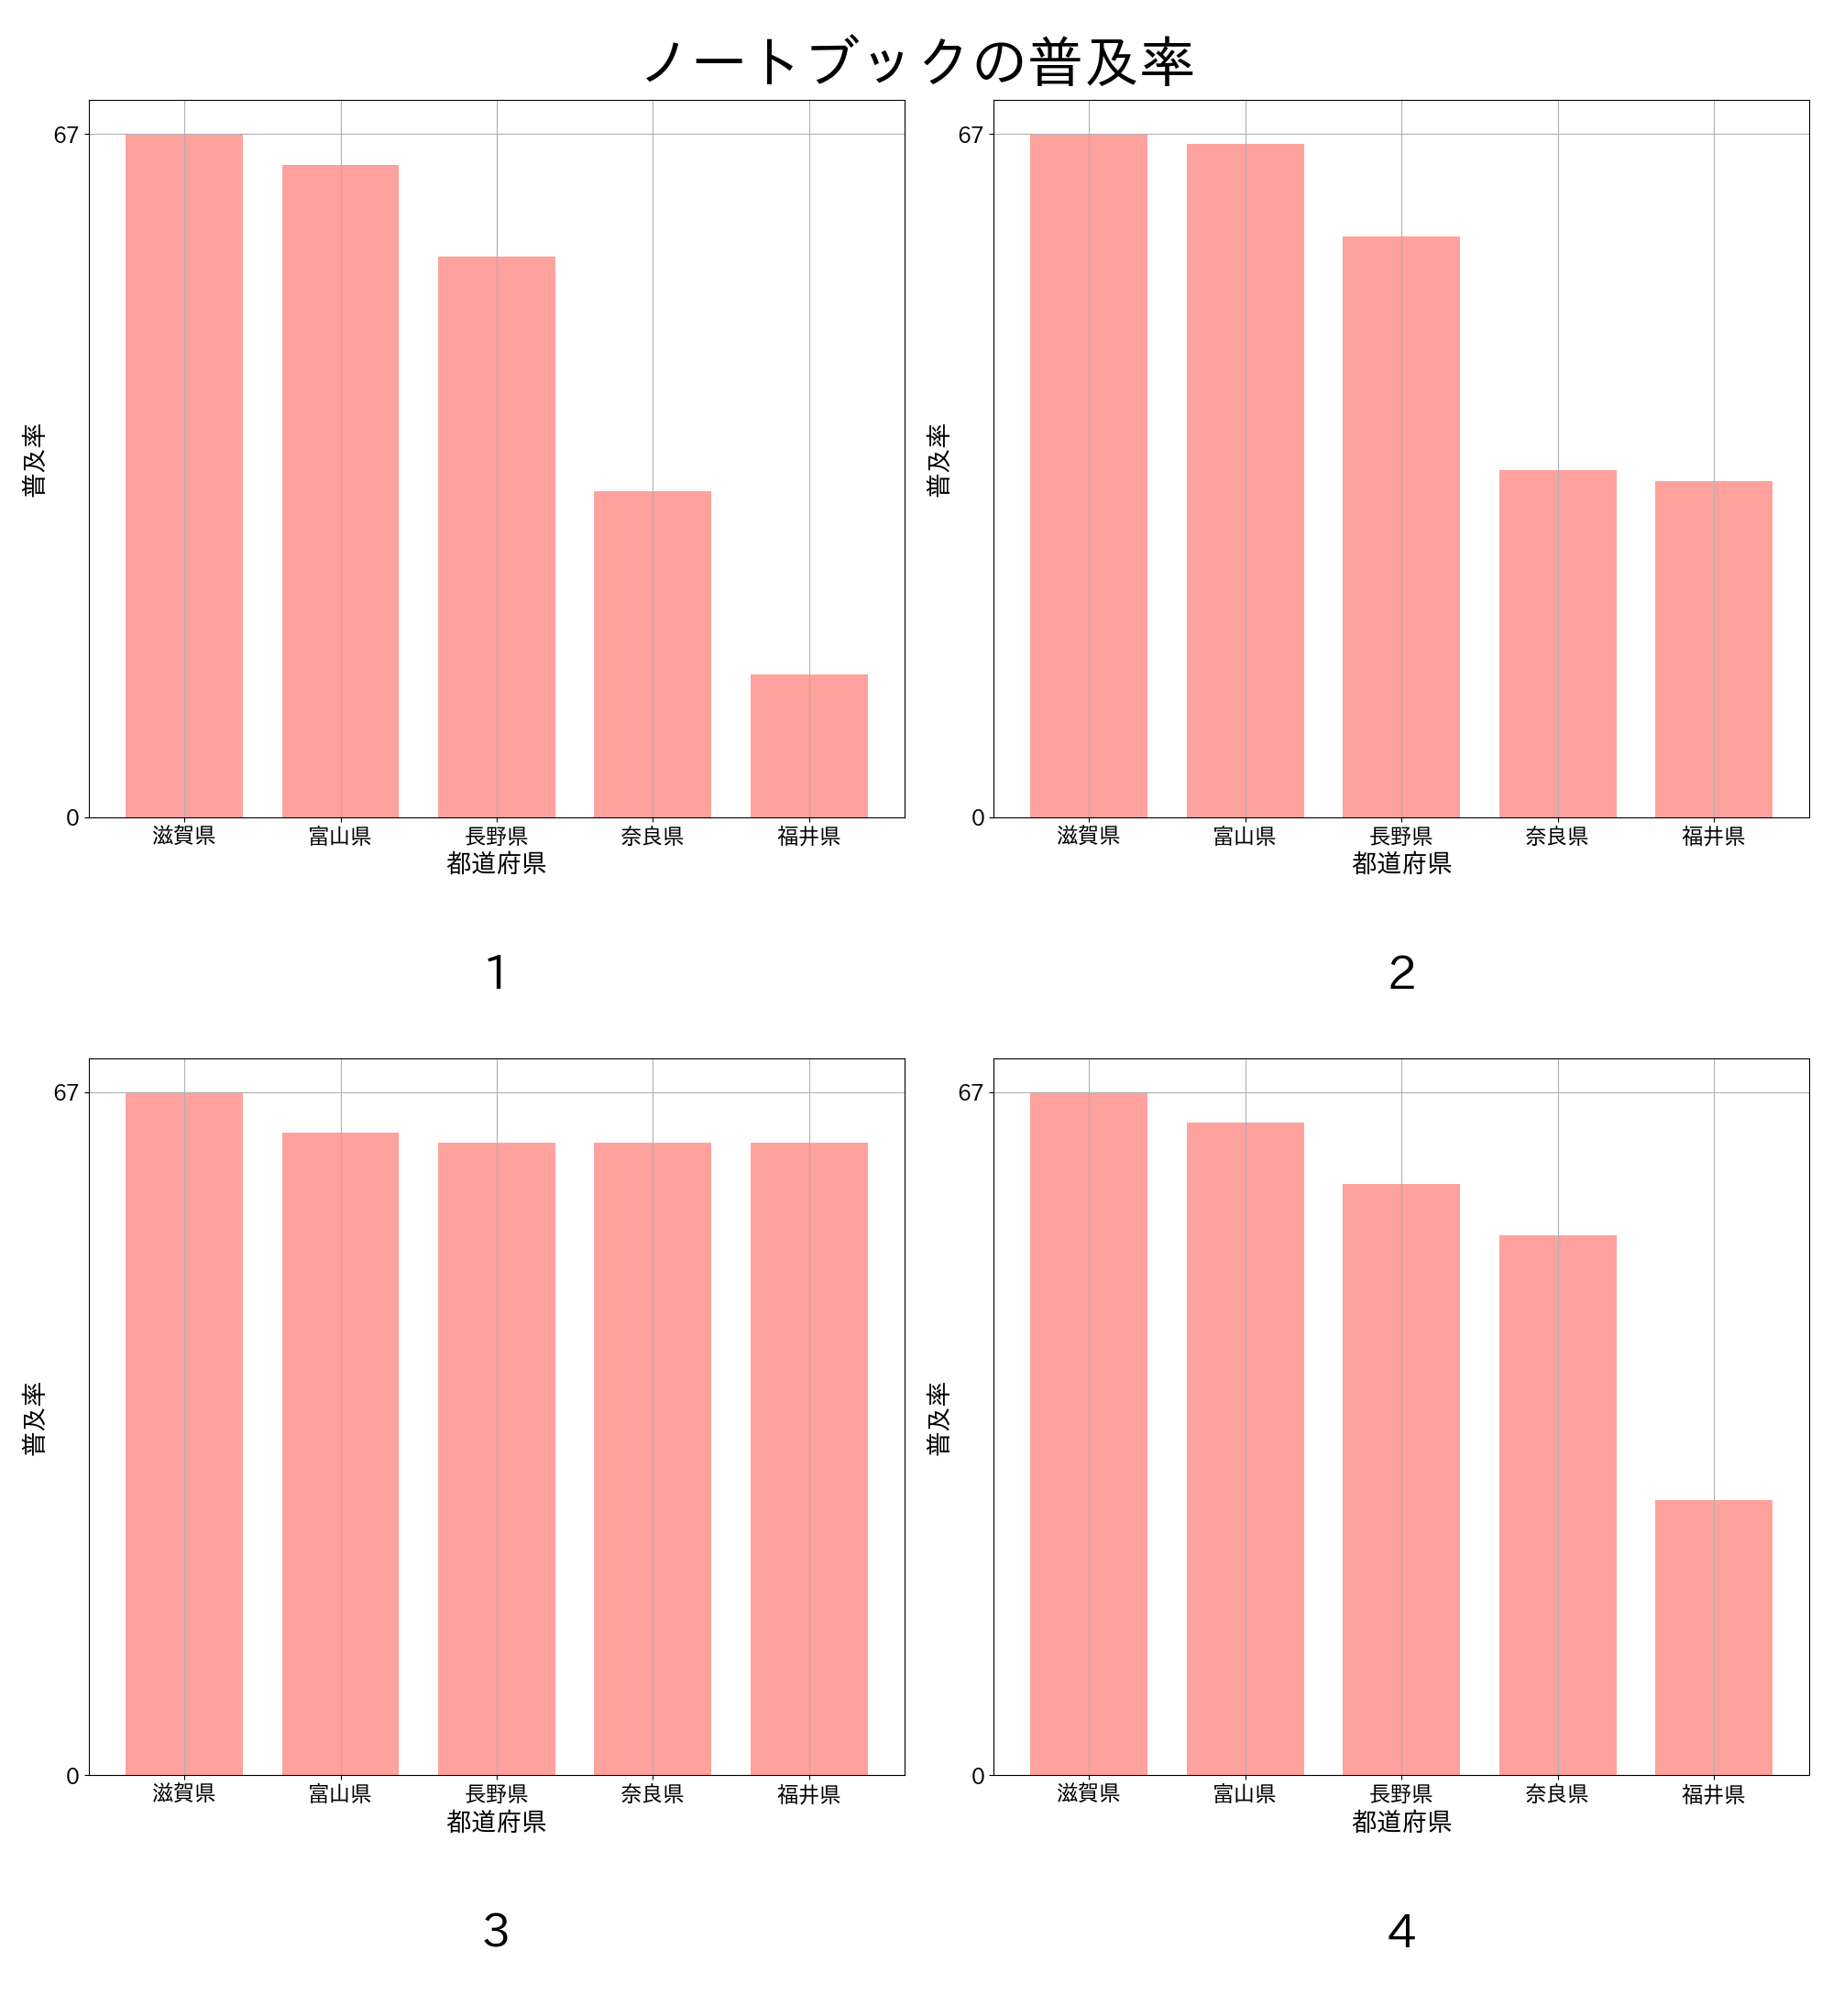 ノートブックの普及率
67
0
普及率
滋賀県 富山県 長野県 奈良県 福井県
都道府県
1
67
0
普及率
滋賀県 富山県 長野県 奈良県 福井県
都道府県
2
67
0
普及率
滋賀県 富山県 長野県 奈良県 福井県
都道府県
3
67
0
普及率
滋賀県 富山県 長野県 奈良県 福井県
都道府県
4